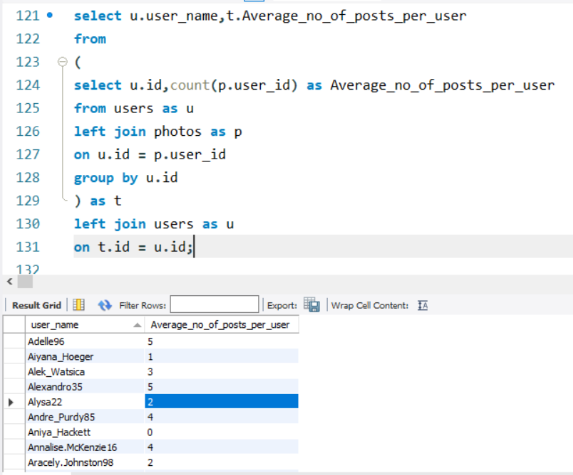 121 select u.user_name,t.Average_no_of_posts_per_user
122 from
123 (
124 select u.id,count(p.user_id) as Average_no_of_posts_per_user
125 from users as u
126 left join photos as p
127 on u.id = p.user_id
128 group by u.id
129 ) as t
130 left join users as u
131 on t.id = u.id;
132
Result Grid Filter Rows: Export: Wrap Cell Content: IA
user_name Average_no_of_posts_per_user
Adelle96 5
Aiyana_Hoeger 1
Alek_Watsica 3
Alexandro35 5
Alysa22 2
Andre_Purdy85 4
Aniya_Hackett 0
Annalise.McKenzie16 4
Aracely.Johnston98 2